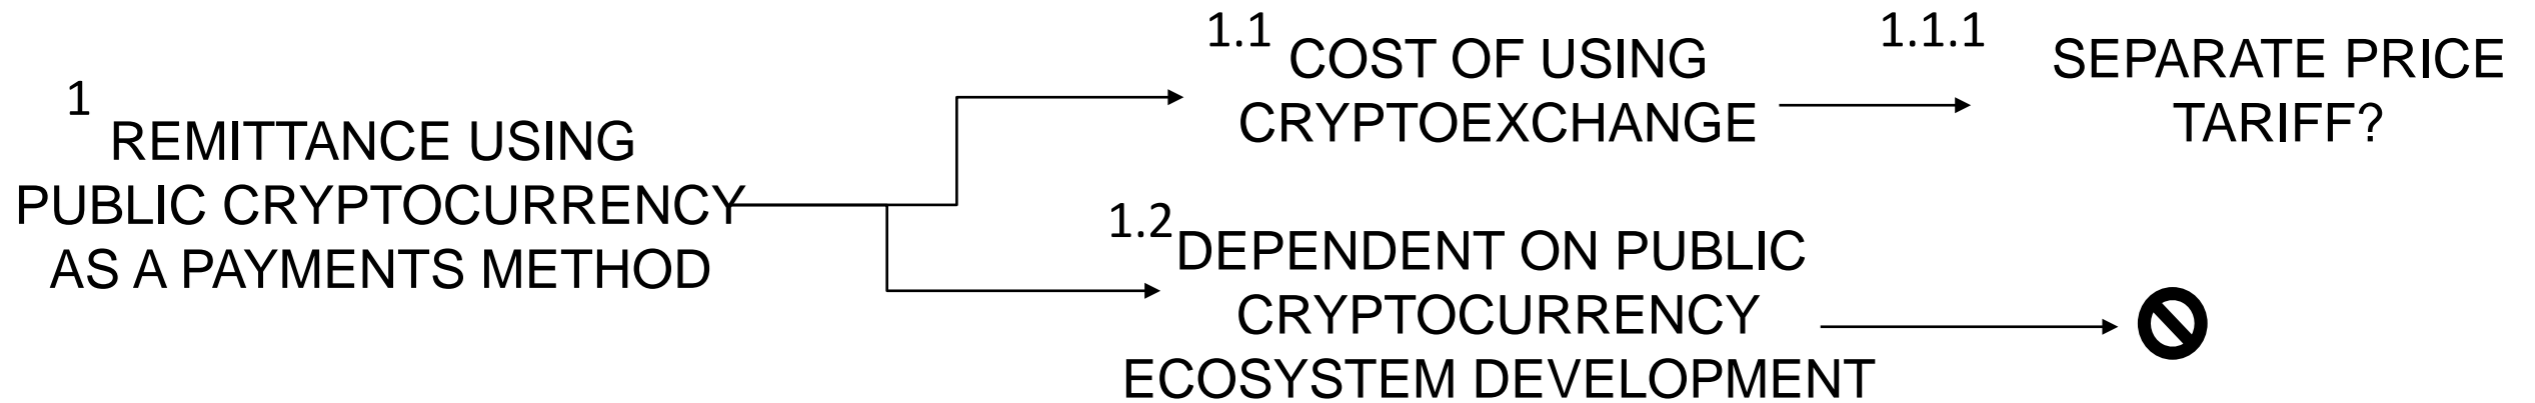 1
REMITTANCE USING
PUBLIC CRYPTOCURRENCY
AS A PAYMENTS METHOD
1.1
COST OF USING
CRYPTOEXCHANGE
1.1.1
SEPARATE PRICE
TARIFF?
1.2
DEPENDENT ON PUBLIC
CRYPTOCURRENCY
ECOSYSTEM DEVELOPMENT